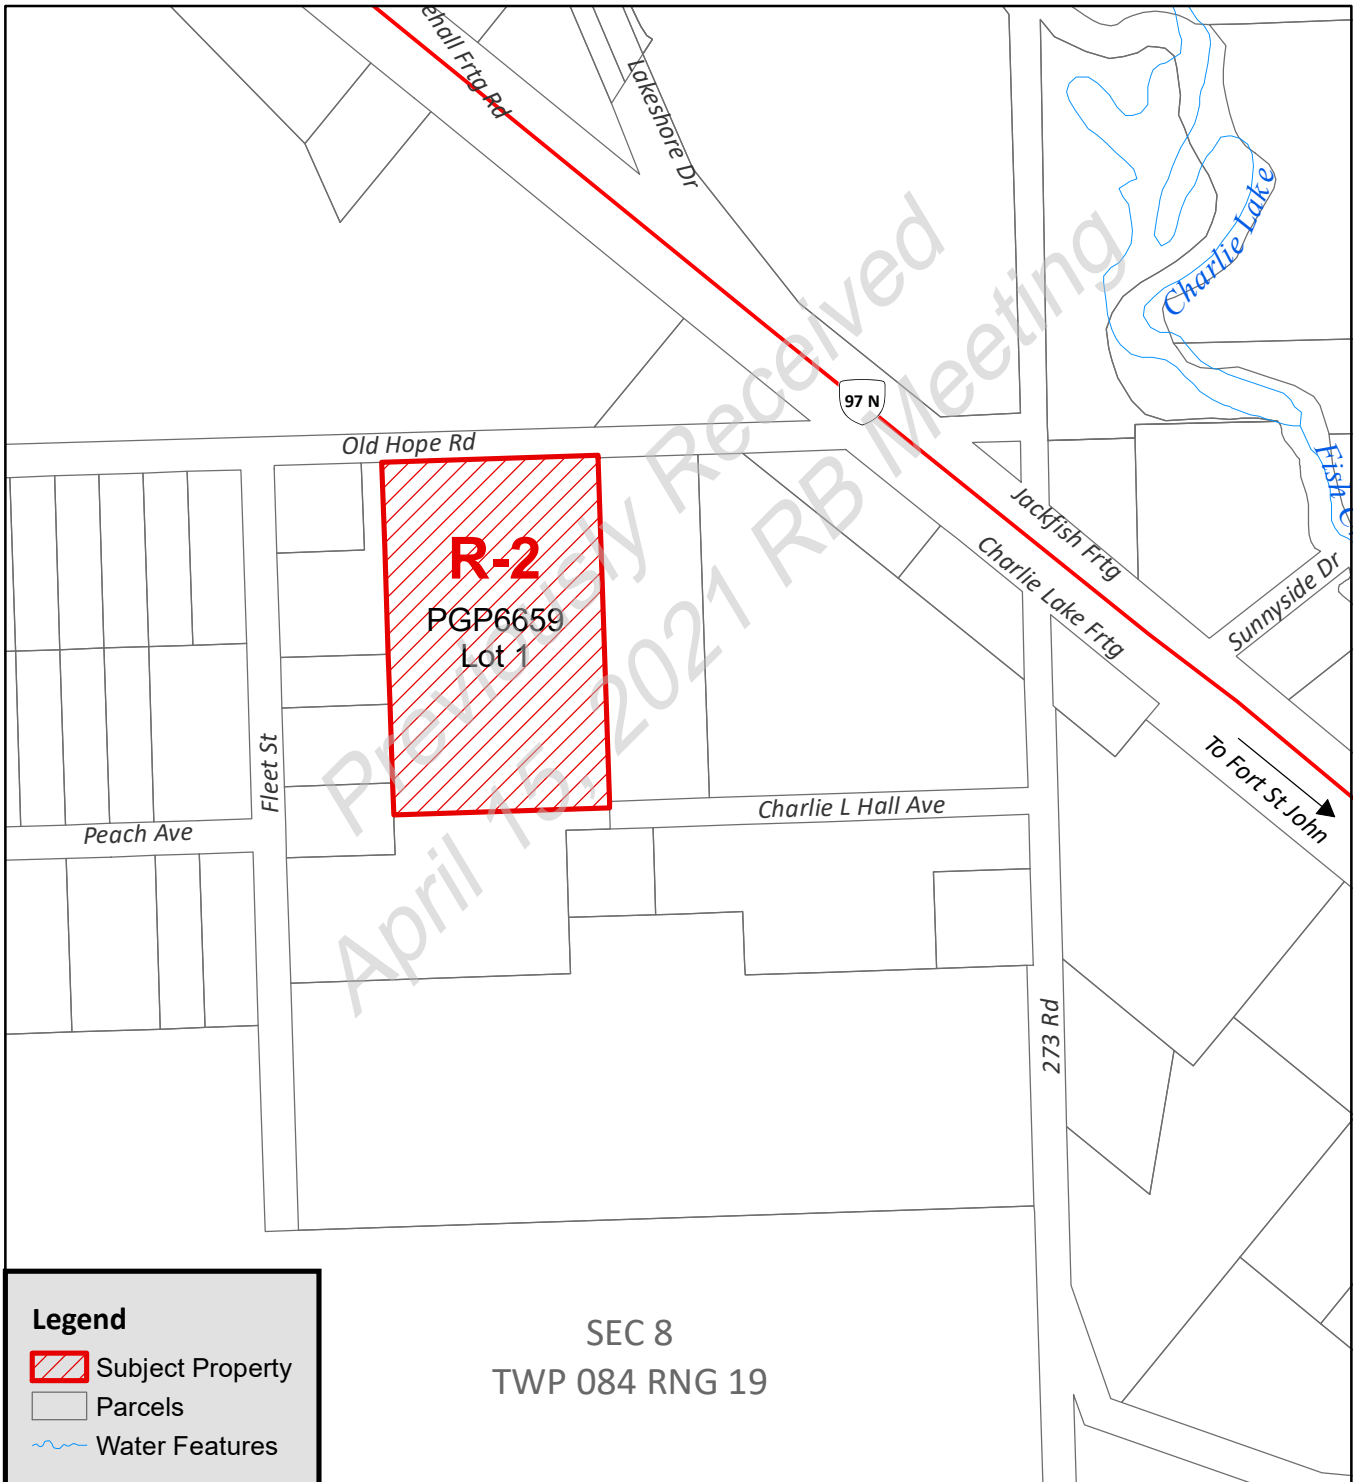 Frtg Rd
Lakeshore Dr
Charlie Lake
97 N
Old Hope Rd
Fish
Jackfish Frtg
Charlie Lake Frtg
Sunnyside Dr
R-2
PGP6659
Lot 1
Previously Received
April 15, 2021 RB Meeting
Fleet St
To Fort St John
Peach Ave
Charlie L Hall Ave
273 Rd
SEC 8
TWP 084 RNG 19
Legend
Subject Property
Parcels
Water Features